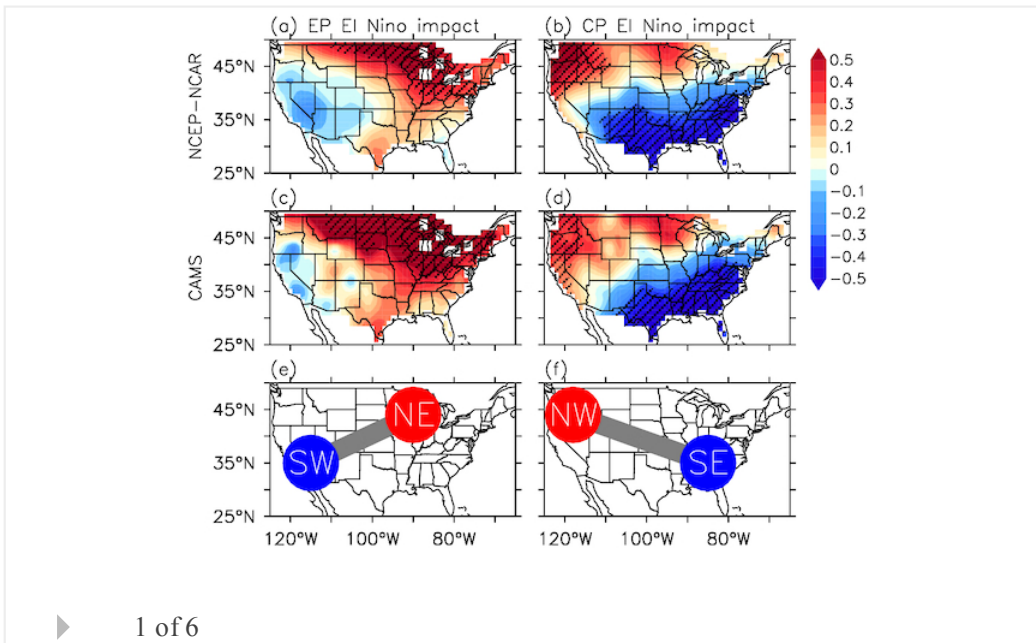 (a) EP EI Nino impact
(b) CP EI Nino impact
NCEP-NCAR
45°N
35°N
25°N
0.5
0.4
0.3
0.2
0.1
0
-0.1
-0.2
-0.3
-0.4
-0.5
(c)
(d)
CAMS
45°N
35°N
25°N
(e)
(f)
45°N
35°N
25°N
NE
SW
NW
SE
120°W 100°W 80°W
120°W 100°W 80°W
1 of 6